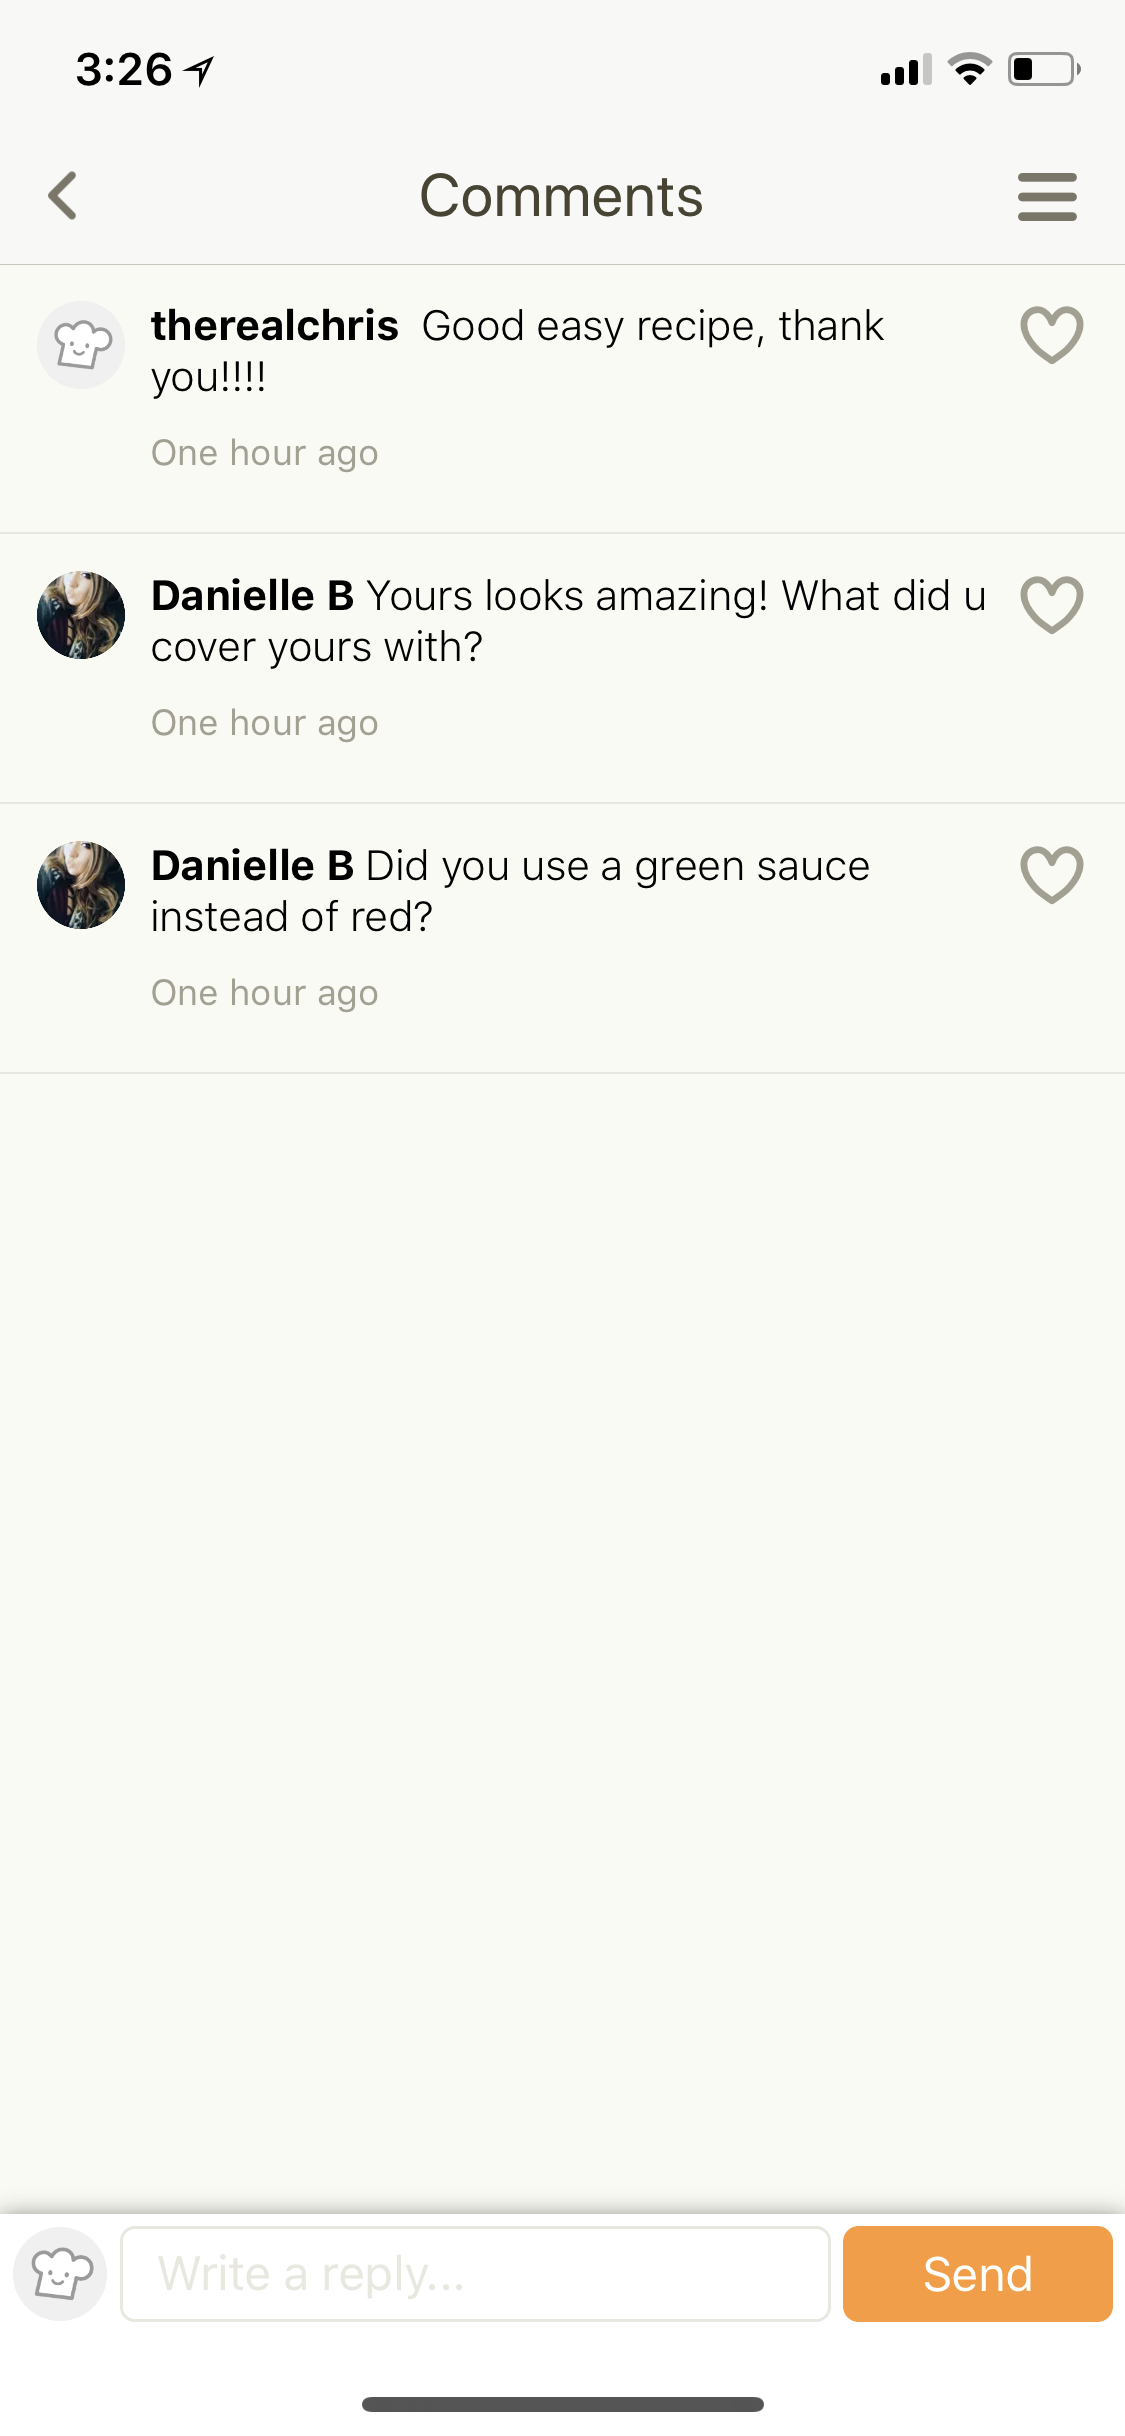 3:26
Comments
therealchris Good easy recipe, thank
you!!!!
One hour ago
Danielle B Yours looks amazing! What did u
cover yours with?
One hour ago
Danielle B Did you use a green sauce
instead of red?
One hour ago
Write a reply...
Send